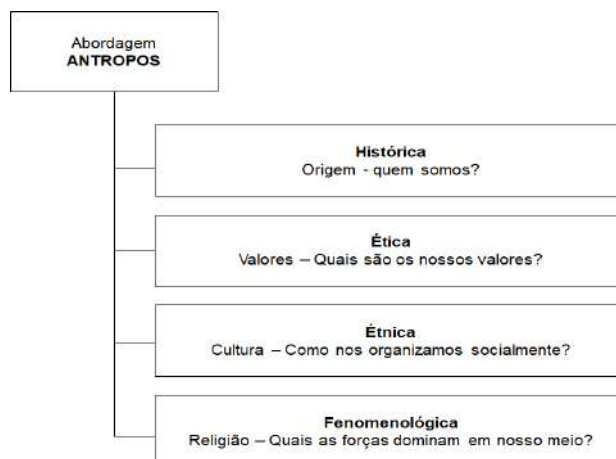 Abordagem
ANTROPOS
Histórica
Origem - quem somos?
Ética
Valores – Quais são os nossos valores?
Étnica
Cultura – Como nos organizamos socialmente?
Fenomenológica
Religião – Quais as forças dominam em nosso meio?